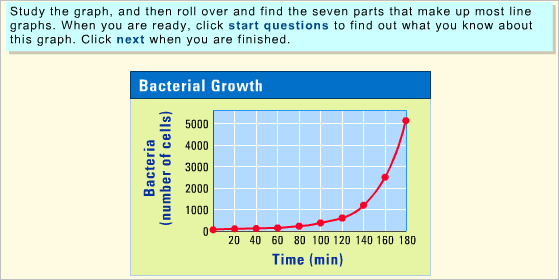 Study the graph, and then roll over and find the seven parts that make up most line
graphs. When you are ready, click start questions to find out what you know about
this graph. Click next when you are finished.
Bacterial Growth
Bacteria
(number of cells)
5000
4000
3000
2000
1000
0
20 40 60 80 100 120 140 160 180
Time (min)